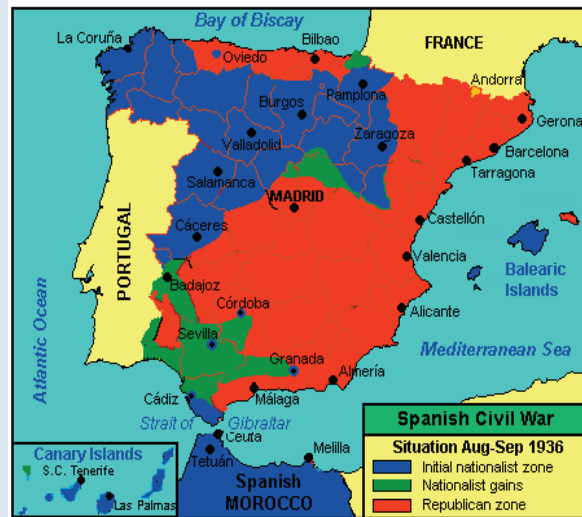 Bay of Biscay
La Coruña
Bilbao
FRANCE
Oviedo
Andorra
Pamplona
Burgos
Gerona
Zaragoza
Valladolid
Barcelona
Tarragona
Salamanca
MADRID
PORTUGAL
Cáceres
Castellón
Valencia
Balearic
Islands
Badajoz
Atlantic Ocean
Córdoba
Alicante
Sevilla
Mediterranean Sea
Granada
Almería
Cádiz
Málaga
Strait of Gibraltar
Ceuta
Tetuán
Melilla
Spanish
MOROCCO
Canary Islands
S.C. Tenerife
Las Palmas
Spanish Civil War
Situation Aug-Sep 1936
Initial nationalist zone
Nationalist gains
Republican zone